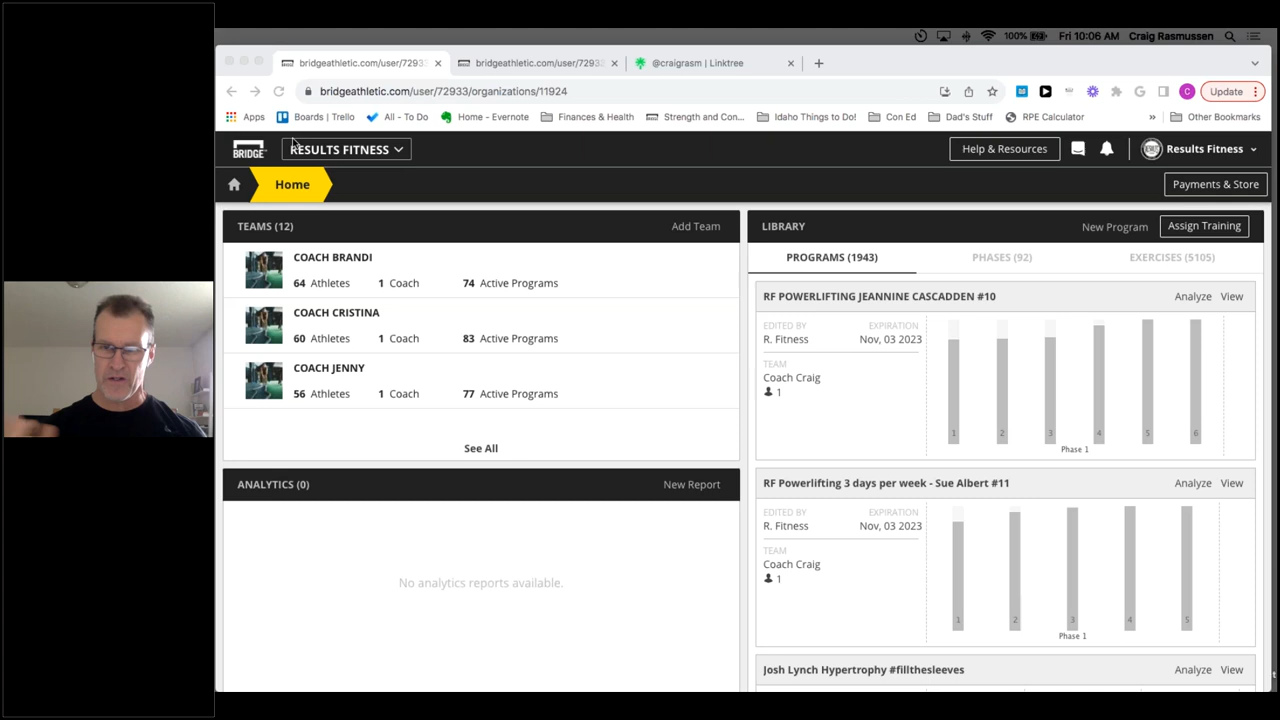 100% Fri 10:06 AM Craig Rasmussen
bridgeathletic.com/user/7293 bridgeathletic.com/user/7293 @craigrasm | Linktree
bridgeathletic.com/user/72933/organizations/11924 C Update
Apps Boards | Trello All - To Do Home - Evernote Finances & Health Strength and Con... Idaho Things to Do! Con Ed Dad's Stuff RPE Calculator » Other Bookmarks
BRIDGE RESULTS FITNESS Help & Resources Results Fitness
Home Payments & Store
TEAMS (12) Add Team
COACH BRANDI
64 Athletes 1 Coach 74 Active Programs
COACH CRISTINA
60 Athletes 1 Coach 83 Active Programs
COACH JENNY
56 Athletes 1 Coach 77 Active Programs
See All
ANALYTICS (0) New Report
No analytics reports available.
LIBRARY New Program Assign Training
PROGRAMS (1943) PHASES (92) EXERCISES (5105)
RF POWERLIFTING JEANNINE CASCADDEN #10 Analyze View
EDITED BY EXPIRATION
R. Fitness Nov, 03 2023
TEAM
Coach Craig
1
1 2 3 4 5 6
Phase 1
RF Powerlifting 3 days per week - Sue Albert #11 Analyze View
EDITED BY EXPIRATION
R. Fitness Nov, 03 2023
TEAM
Coach Craig
1
1 2 3 4 5
Phase 1
Josh Lynch Hypertrophy #fillthesleeves Analyze View